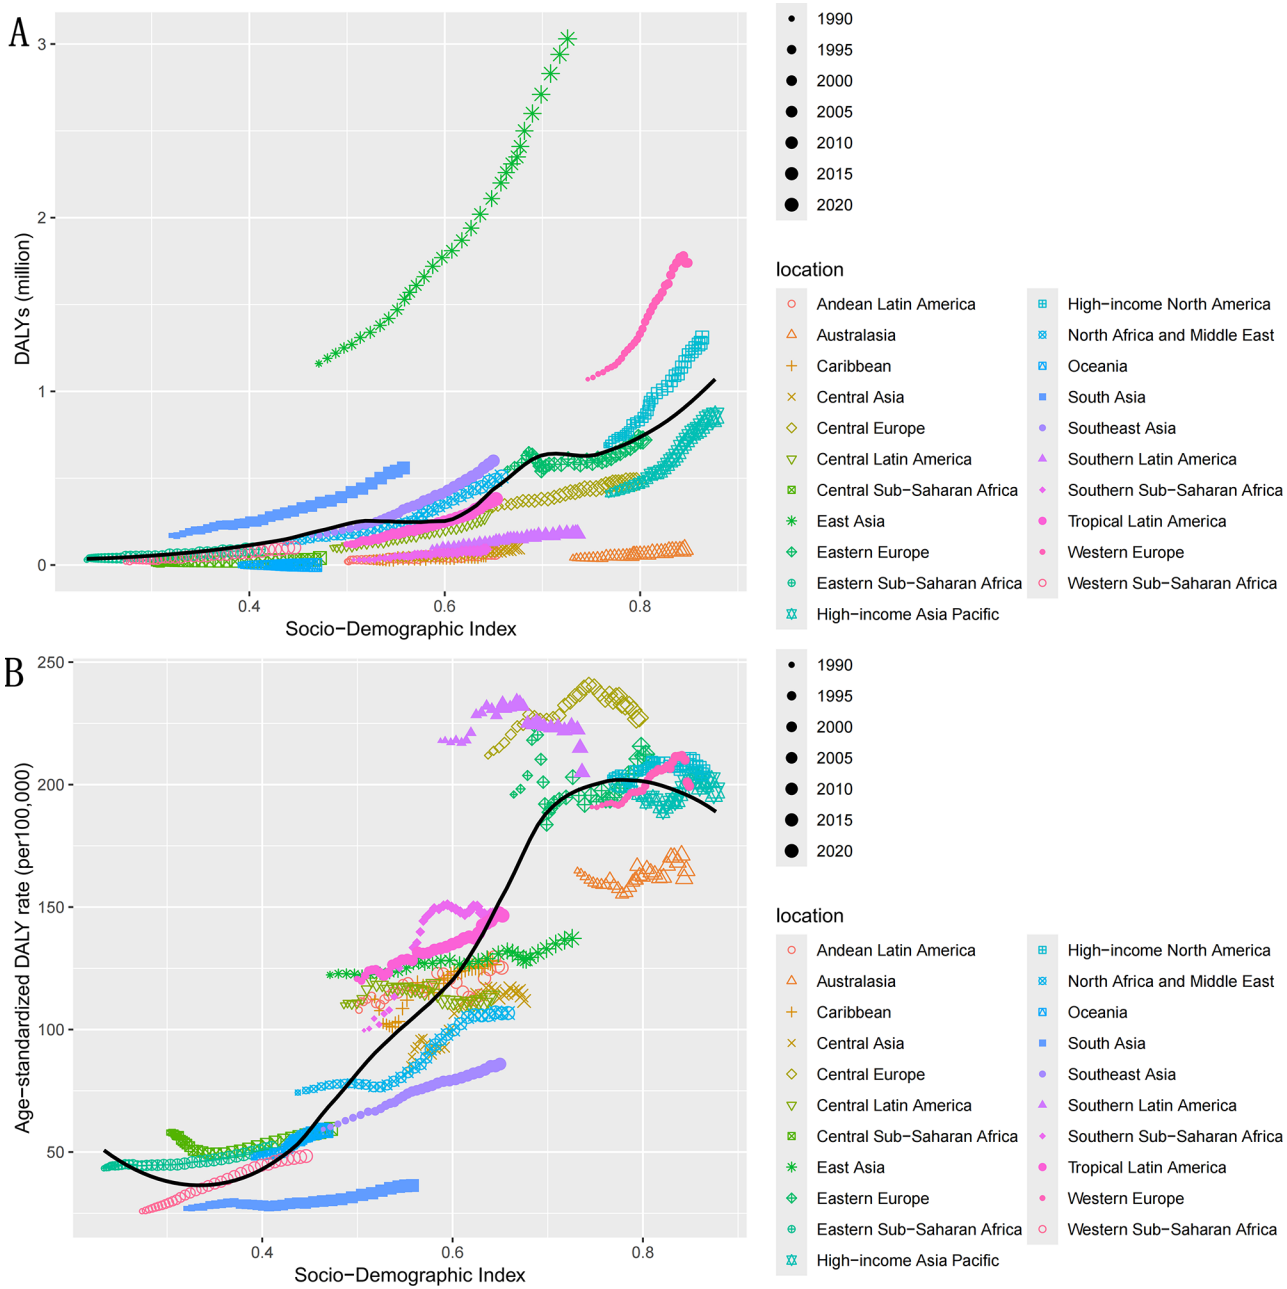 A
DALYs (million)
3
2
1
0
0.4 0.6 0.8
Socio−Demographic Index
1990
1995
2000
2005
2010
2015
2020
location
Andean Latin America
Australasia
Caribbean
Central Asia
Central Europe
Central Latin America
Central Sub−Saharan Africa
East Asia
Eastern Europe
Eastern Sub−Saharan Africa
High−income Asia Pacific
High−income North America
North Africa and Middle East
Oceania
South Asia
Southeast Asia
Southern Latin America
Southern Sub−Saharan Africa
Tropical Latin America
Western Europe
Western Sub−Saharan Africa
B
Age−standardized DALY rate (per100,000)
250
200
150
100
50
0.4 0.6 0.8
Socio−Demographic Index
1990
1995
2000
2005
2010
2015
2020
location
Andean Latin America
Australasia
Caribbean
Central Asia
Central Europe
Central Latin America
Central Sub−Saharan Africa
East Asia
Eastern Europe
Eastern Sub−Saharan Africa
High−income Asia Pacific
High−income North America
North Africa and Middle East
Oceania
South Asia
Southeast Asia
Southern Latin America
Southern Sub−Saharan Africa
Tropical Latin America
Western Europe
Western Sub−Saharan Africa